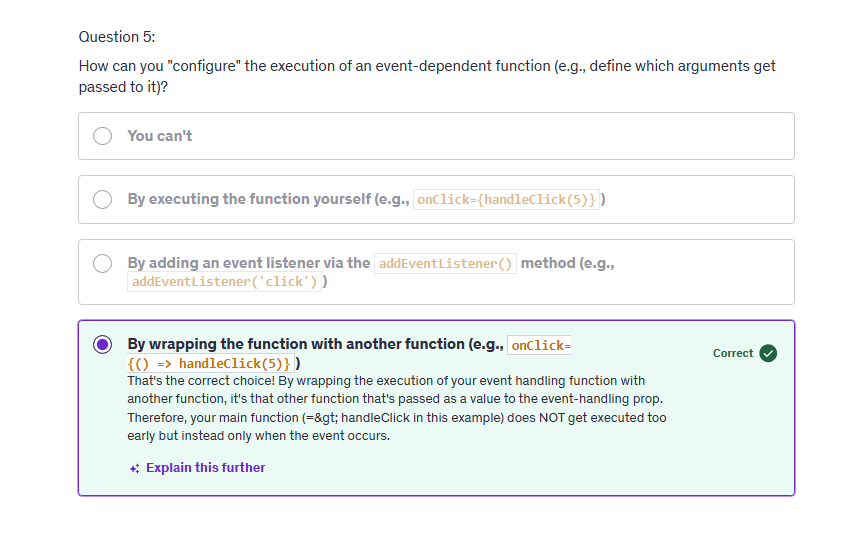 Question 5:
How can you "configure" the execution of an event-dependent function (e.g., define which arguments get
passed to it)?
You can't
By executing the function yourself (e.g., onClick={handleClick(5)})
By adding an event listener via the addEventListener() method (e.g.,
addEventListener('click'))
By wrapping the function with another function (e.g., onClick=
{() => handleClick(5)})
Correct
That's the correct choice! By wrapping the execution of your event handling function with
another function, it's that other function that's passed as a value to the event-handling prop.
Therefore, your main function (=&gt; handleClick in this example) does NOT get executed too
early but instead only when the event occurs.
Explain this further